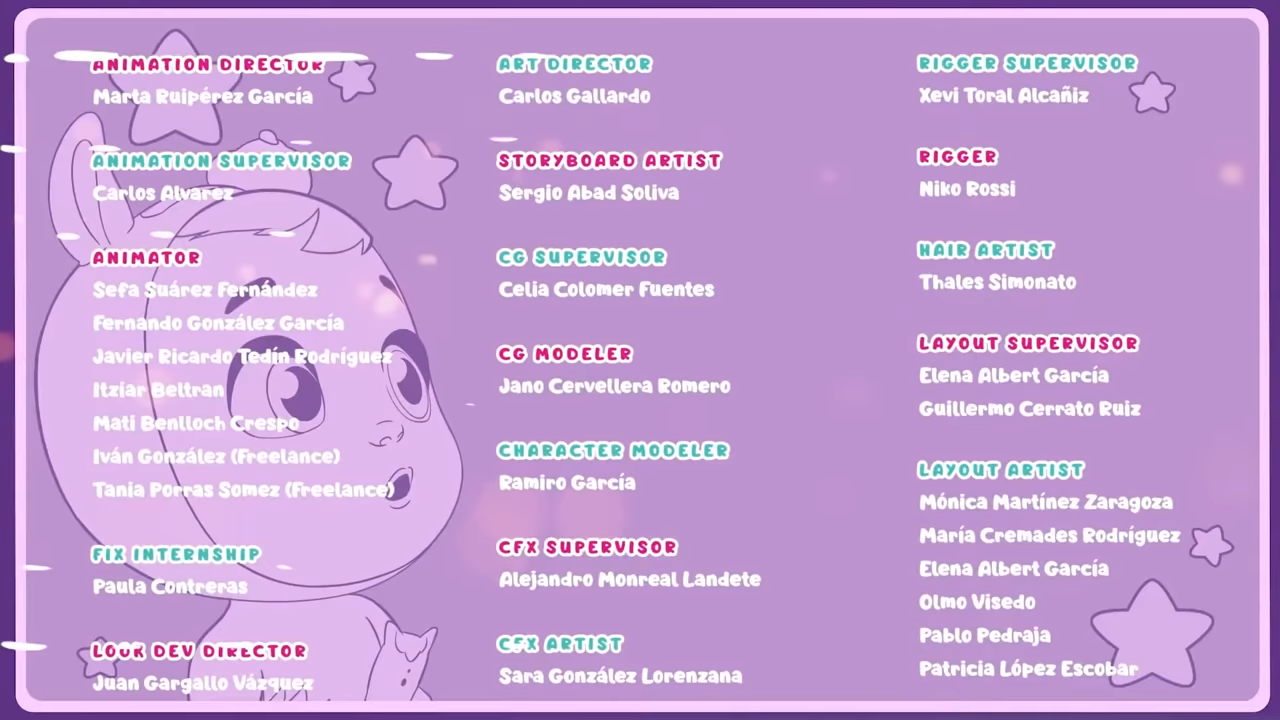 ANIMATION DIRECTOR
Marta Ruipérez García
ANIMATION SUPERVISOR
Carlos Alvarez
ANIMATOR
Sefa Suárez Fernández
Fernando González García
Javier Ricardo Tedín Rodríguez
Itziar Beltran
Mati Benlloch Crespo
Iván González (Freelance)
Tania Porras Somez (Freelance)
FIX INTERNSHIP
Paula Contreras
LOOK DEV DIRECTOR
Juan Gargallo Vázquez
ART DIRECTOR
Carlos Gallardo
STORYBOARD ARTIST
Sergio Abad Soliva
CG SUPERVISOR
Celia Colomer Fuentes
CG MODELER
Jano Cervellera Romero
CHARACTER MODELER
Ramiro García
CFX SUPERVISOR
Alejandro Monreal Landete
CFX ARTIST
Sara González Lorenzana
RIGGER SUPERVISOR
Xevi Toral Alcañiz
RIGGER
Niko Rossi
HAIR ARTIST
Thales Simonato
LAYOUT SUPERVISOR
Elena Albert García
Guillermo Cerrato Ruiz
LAYOUT ARTIST
Mónica Martínez Zaragoza
María Cremades Rodríguez
Elena Albert García
Olmo Visedo
Pablo Pedraja
Patricia López Escobar